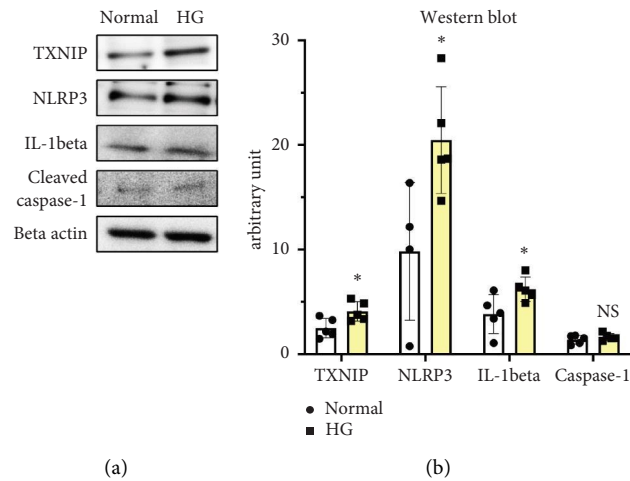 Normal HG
TXNIP
NLRP3
IL-1beta
Cleaved
caspase-1
Beta actin
(a)
Western blot
arbitrary unit
30
20
10
0
*
*
*
NS
TXNIP NLRP3 IL-1beta Caspase-1
Normal
HG
(b)